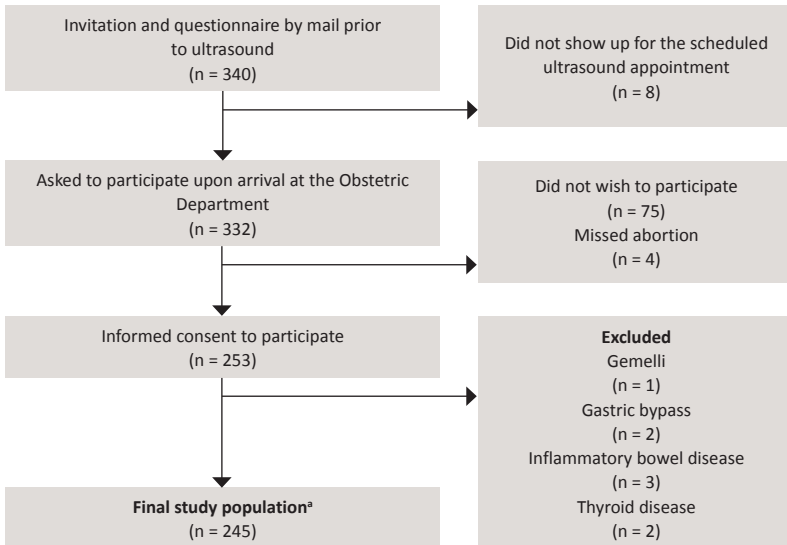 Invitation and questionnaire by mail prior
to ultrasound
(n = 340)
Did not show up for the scheduled
ultrasound appointment
(n = 8)
Asked to participate upon arrival at the Obstetric
Department
(n = 332)
Did not wish to participate
(n = 75)
Missed abortion
(n = 4)
Informed consent to participate
(n = 253)
Excluded
Gemelli
(n = 1)
Gastric bypass
(n = 2)
Inflammatory bowel disease
(n = 3)
Thyroid disease
(n = 2)
Final study populationᵃ
(n = 245)